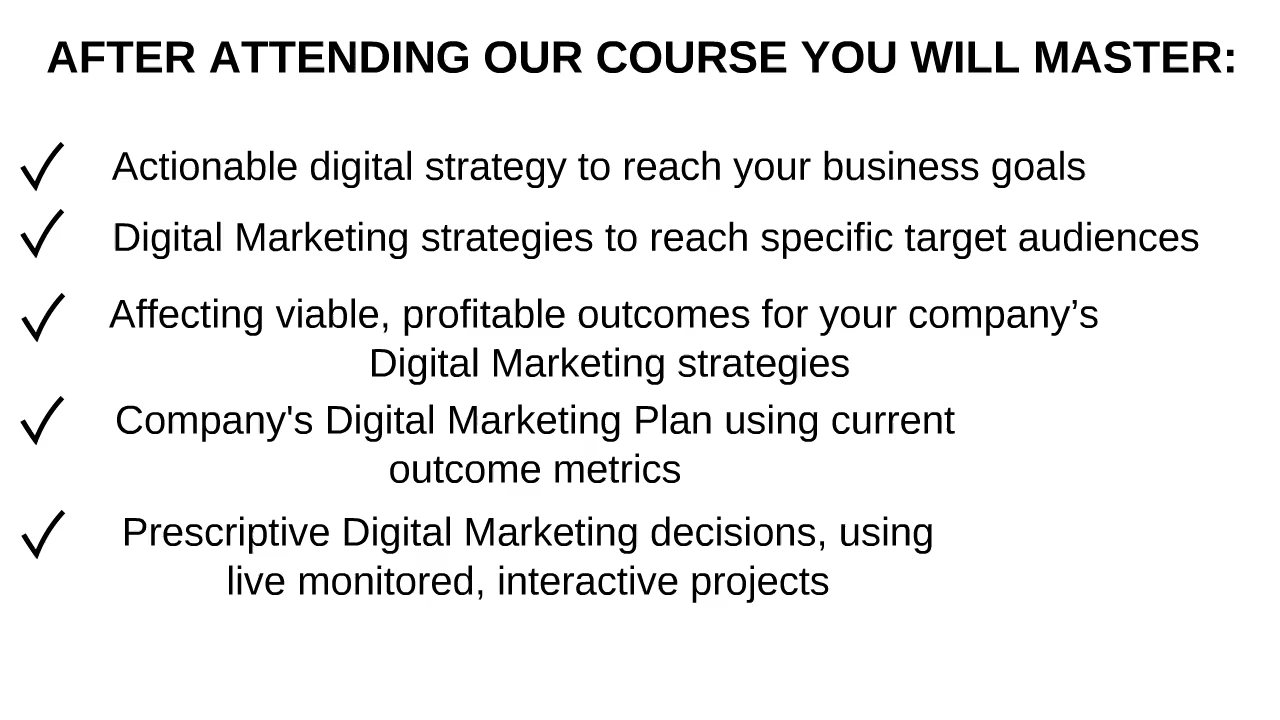 AFTER ATTENDING OUR COURSE YOU WILL MASTER:
Actionable digital strategy to reach your business goals
Digital Marketing strategies to reach specific target audiences
Affecting viable, profitable outcomes for your company’s
Digital Marketing strategies
Company's Digital Marketing Plan using current
outcome metrics
Prescriptive Digital Marketing decisions, using
live monitored, interactive projects